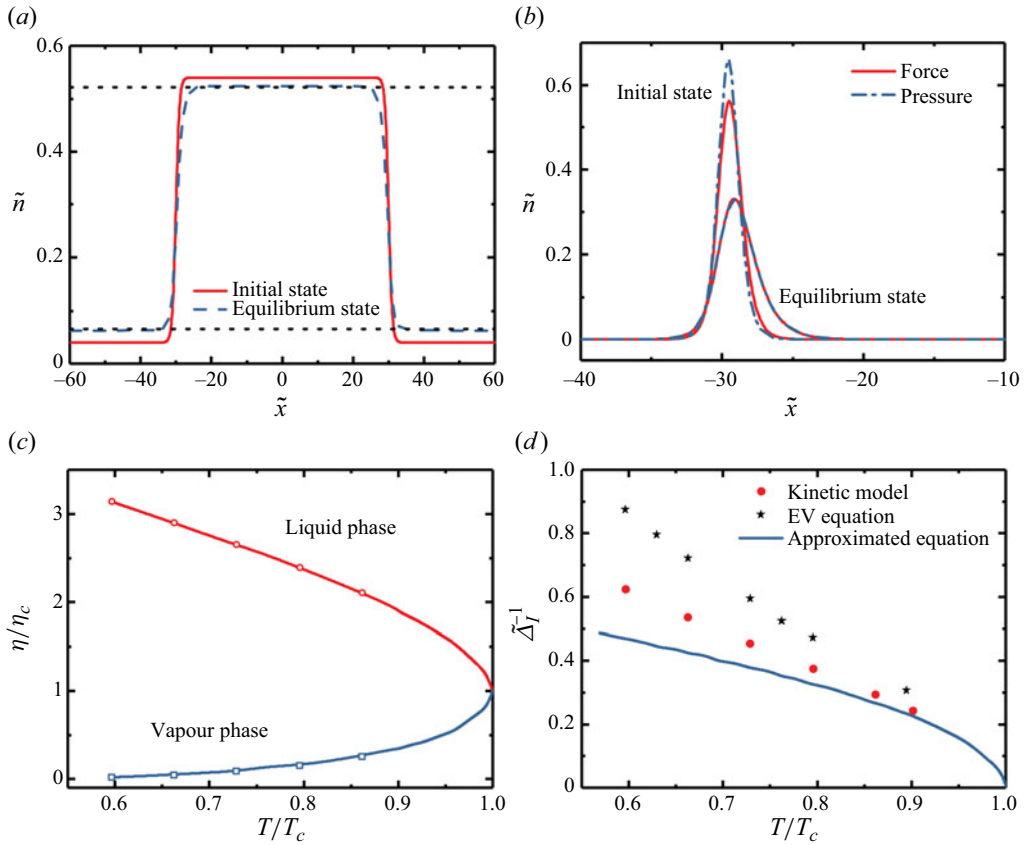 (a)
0.6
0.4
0.2
0
ñ
Initial state
Equilibrium state
–60 –40 –20 0 20 40 60
x̃
(b)
0.6
0.4
0.2
0
ñ
Initial state
Force
Pressure
Equilibrium state
–40 –30 –20 –10
x̃
(c)
3
2
1
0
η/ηc
Liquid phase
Vapour phase
0.6 0.7 0.8 0.9 1.0
T/Tc
(d)
1.0
0.8
0.6
0.4
0.2
0
Δ̃I⁻¹
Kinetic model
EV equation
Approximated equation
0.6 0.7 0.8 0.9 1.0
T/Tc